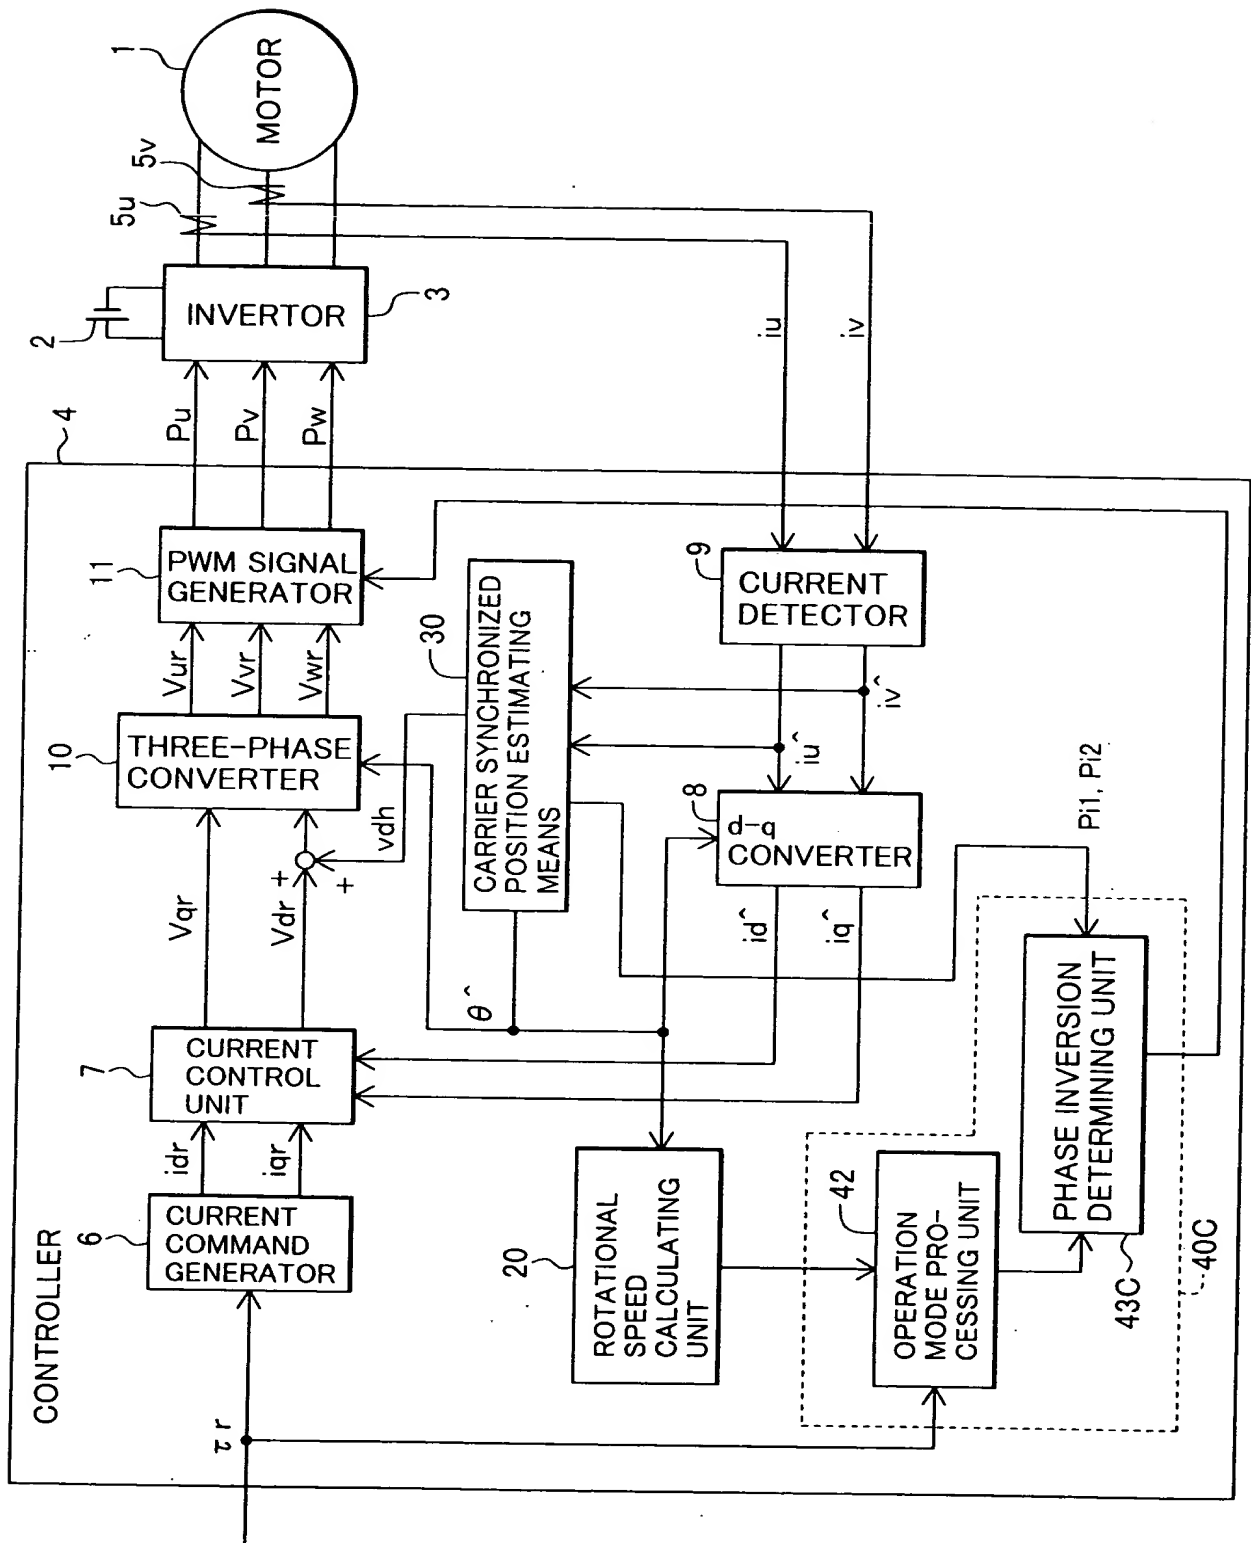 CONTROLLER
4
τr
6
CURRENT
COMMAND
GENERATOR
idr
iqr
7
CURRENT
CONTROL
UNIT
Vqr
Vdr
+
+
vdh
10
THREE-PHASE
CONVERTER
Vur
Vvr
Vwr
11
PWM SIGNAL
GENERATOR
Pu
Pv
Pw
2
INVERTOR
3
5u
5v
1
MOTOR
θ^
30
CARRIER SYNCHRONIZED
POSITION ESTIMATING
MEANS
iu
iv
9
CURRENT
DETECTOR
iu^
iv^
8
d-q
CONVERTER
id^
iq^
20
ROTATIONAL
SPEED
CALCULATING
UNIT
42
OPERATION
MODE PRO-
CESSING UNIT
Pi1, Pi2
PHASE INVERSION
DETERMINING UNIT
43C
40C